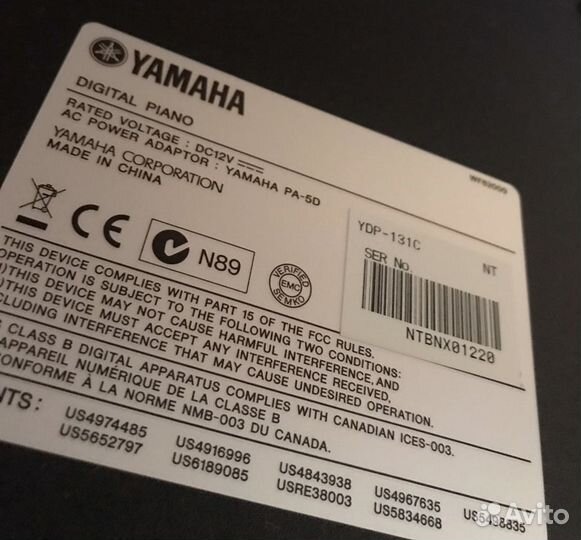 YAMAHA
DIGITAL PIANO
RATED VOLTAGE : DC12V
AC POWER ADAPTOR : YAMAHA PA-5D
YAMAHA CORPORATION
MADE IN CHINA
WF82000
N89
VERIFIED
EMC
SEMKO
YDP-131C
SER No.
NT
NTBNX01220
THIS DEVICE COMPLIES WITH PART 15 OF THE FCC RULES.
OPERATION IS SUBJECT TO THE FOLLOWING TWO CONDITIONS:
)THIS DEVICE MAY NOT CAUSE HARMFUL INTERFERENCE, AND
)THIS DEVICE MUST ACCEPT ANY INTERFERENCE RECEIVED,
INCLUDING INTERFERENCE THAT MAY CAUSE UNDESIRED OPERATION.
S CLASS B DIGITAL APPARATUS COMPLIES WITH CANADIAN ICES-003.
APPAREIL NUMÉRIQUE DE LA CLASSE B
CONFORME À LA NORME NMB-003 DU CANADA.
NTS:
US4974485 US4916996 US4843938 US4967635 US5498835
US5652797 US6189085 USRE38003 US5834668
Avito